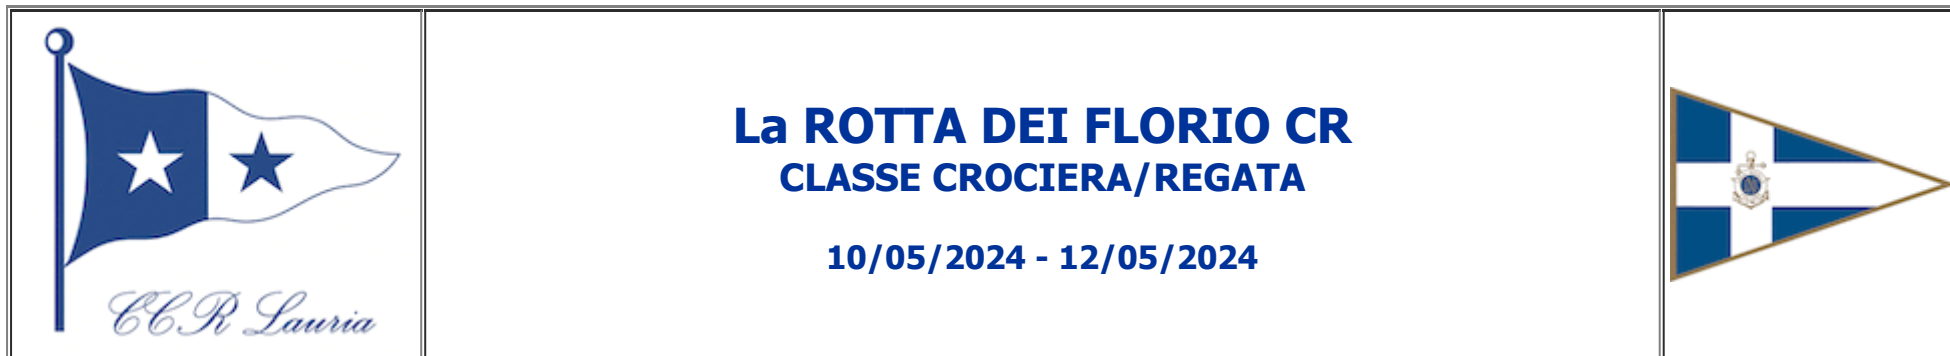 CCR Lauria
La ROTTA DEI FLORIO CR
CLASSE CROCIERA/REGATA
10/05/2024 - 12/05/2024